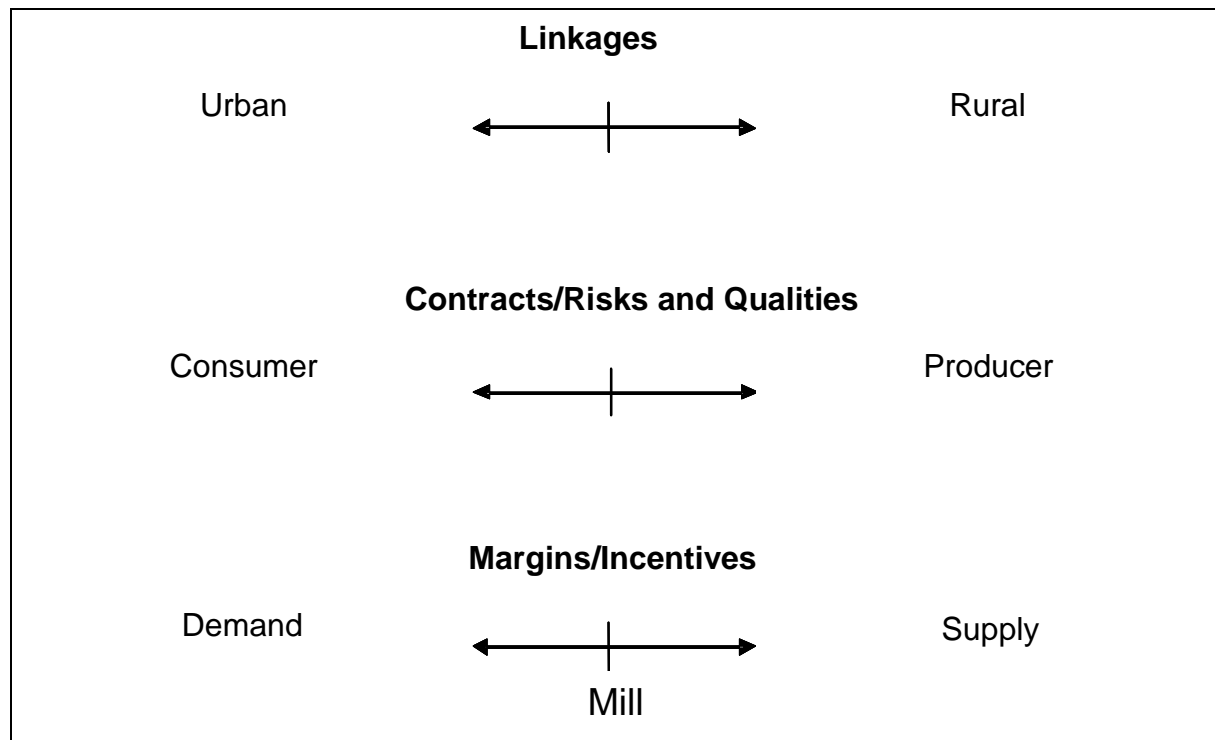 Linkages
Urban Rural
Contracts/Risks and Qualities
Consumer Producer
Margins/Incentives
Demand Supply
Mill